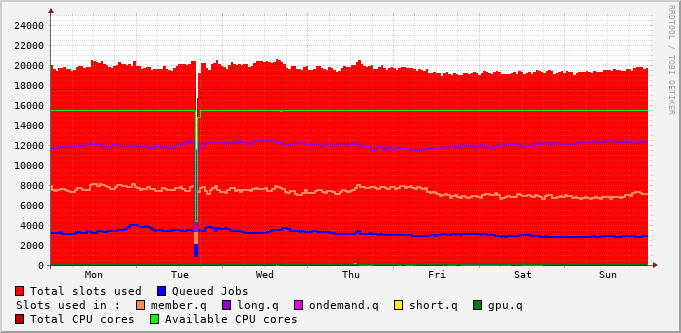 24000
22000
20000
18000
16000
14000
12000
10000
8000
6000
4000
2000
0
Mon Tue Wed Thu Fri Sat Sun
RRDTOOL / TOBI OETIKER
Total slots used Queued Jobs
Slots used in : member.q long.q ondemand.q short.q gpu.q
Total CPU cores Available CPU cores